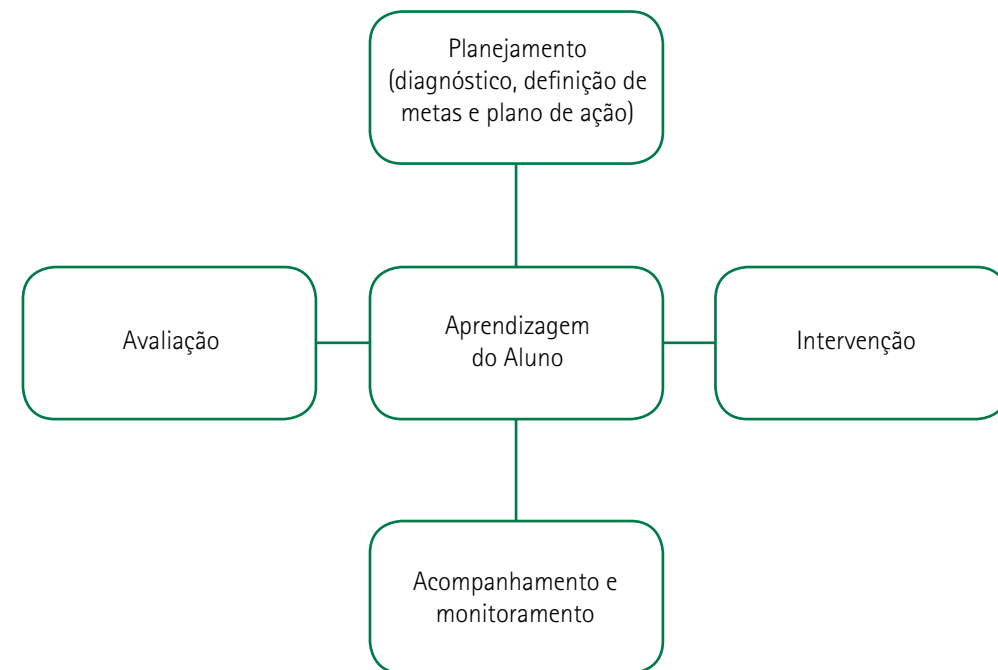 Planejamento
(diagnóstico, definição de
metas e plano de ação)
Avaliação
Aprendizagem
do Aluno
Intervenção
Acompanhamento e
monitoramento